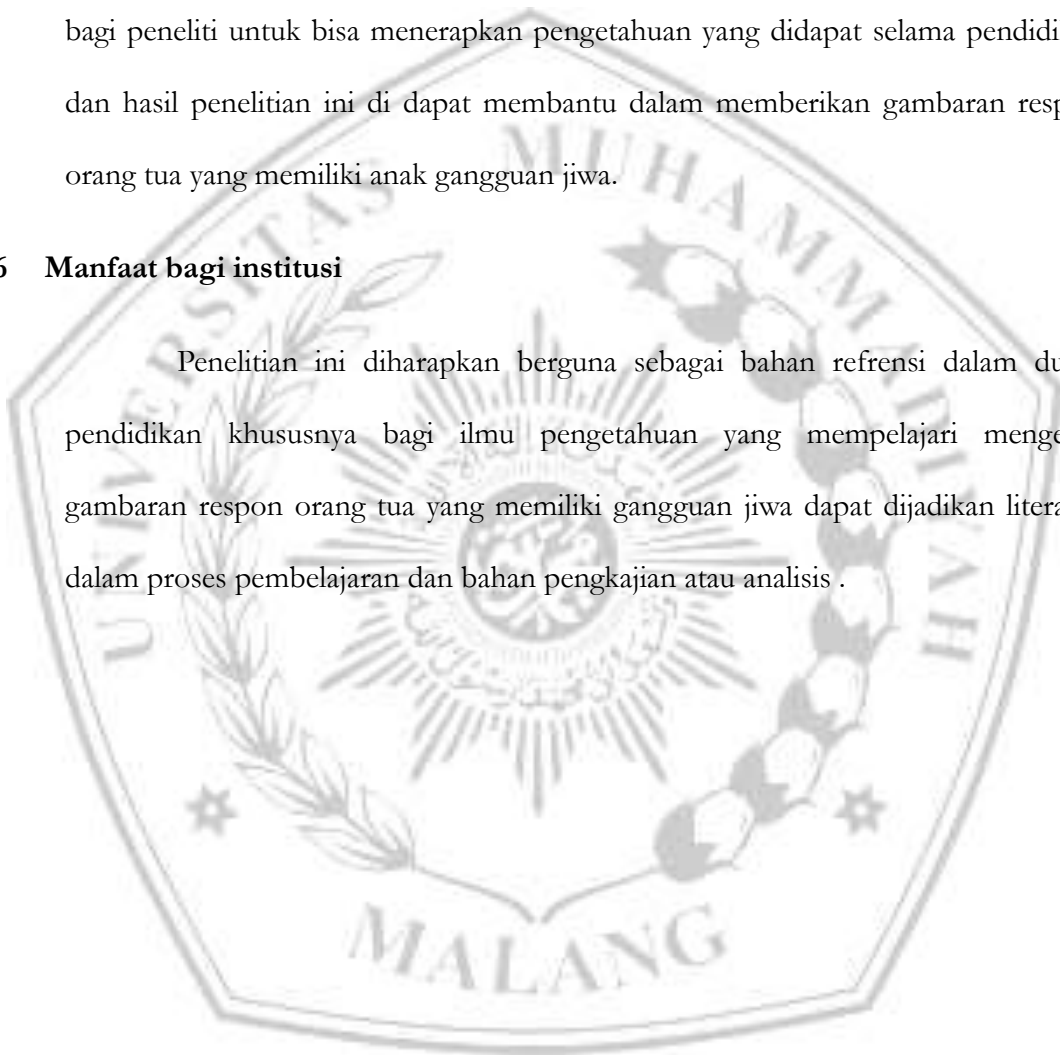 bagi peneliti untuk bisa menerapkan pengetahuan yang didapat selama pendidi
dan hasil penelitian ini di dapat membantu dalam memberikan gambaran resp
orang tua yang memiliki anak gangguan jiwa.
6 Manfaat bagi institusi
Penelitian ini diharapkan berguna sebagai bahan refrensi dalam du
pendidikan khususnya bagi ilmu pengetahuan yang mempelajari menge
gambaran respon orang tua yang memiliki gangguan jiwa dapat dijadikan litera
dalam proses pembelajaran dan bahan pengkajian atau analisis .
UNIVERSITAS MUHAMMADIYAH
MALANG